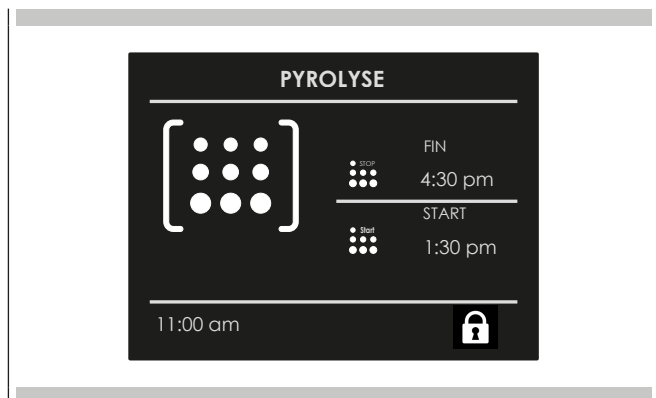 PYROLYSE
FIN
STOP
4:30 pm
START
Start
1:30 pm
11:00 am